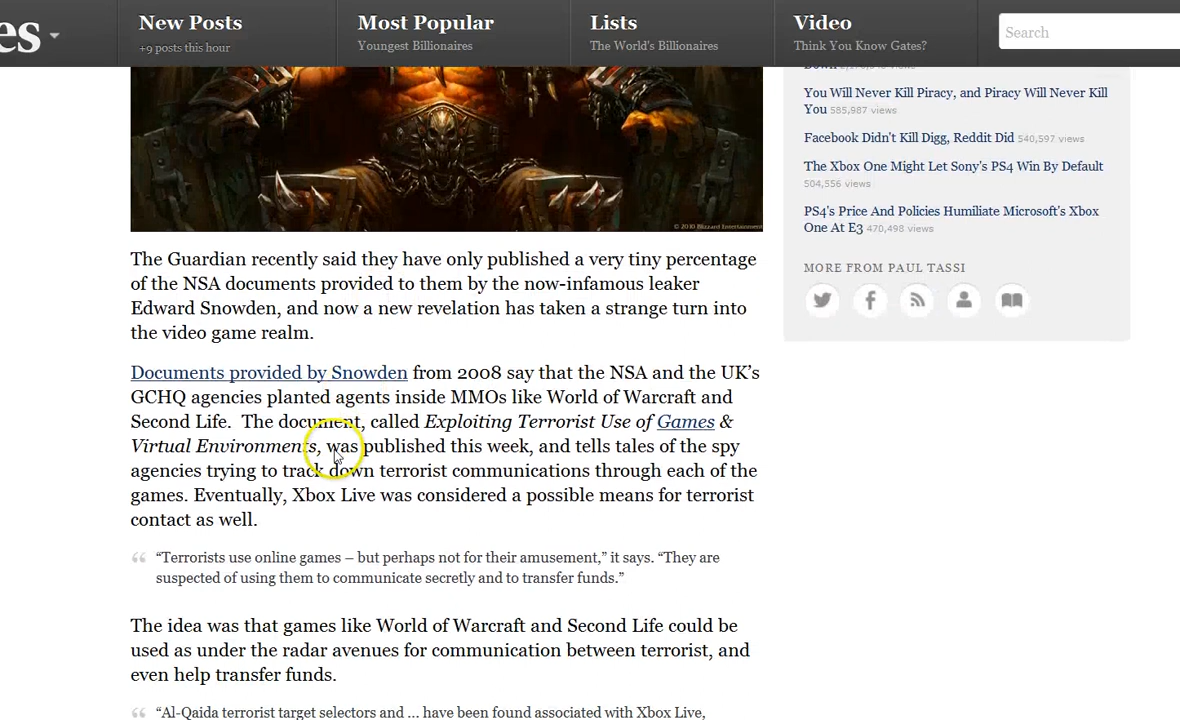 es
New Posts
+9 posts this hour
Most Popular
Youngest Billionaires
Lists
The World's Billionaires
Video
Think You Know Gates?
Search
You Will Never Kill Piracy, and Piracy Will Never Kill
You 585,987 views
Facebook Didn't Kill Digg, Reddit Did 540,597 views
The Xbox One Might Let Sony's PS4 Win By Default
504,556 views
PS4's Price And Policies Humiliate Microsoft's Xbox
One At E3 470,498 views
MORE FROM PAUL TASSI
© 2010 Blizzard Entertainment
The Guardian recently said they have only published a very tiny percentage
of the NSA documents provided to them by the now-infamous leaker
Edward Snowden, and now a new revelation has taken a strange turn into
the video game realm.
Documents provided by Snowden from 2008 say that the NSA and the UK's
GCHQ agencies planted agents inside MMOs like World of Warcraft and
Second Life.  The document, called Exploiting Terrorist Use of Games &
Virtual Environments, was published this week, and tells tales of the spy
agencies trying to track down terrorist communications through each of the
games. Eventually, Xbox Live was considered a possible means for terrorist
contact as well.
“Terrorists use online games – but perhaps not for their amusement,” it says. “They are
suspected of using them to communicate secretly and to transfer funds.”
The idea was that games like World of Warcraft and Second Life could be
used as under the radar avenues for communication between terrorist, and
even help transfer funds.
“Al-Qaida terrorist target selectors and … have been found associated with Xbox Live,